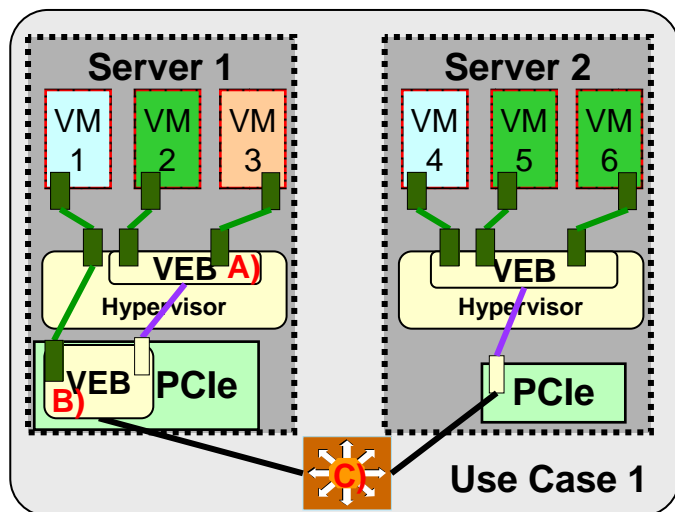 Server 1
VM
1
VM
2
VM
3
VEB A)
Hypervisor
VEB
B)
PCIe
Server 2
VM
4
VM
5
VM
6
VEB
Hypervisor
PCIe
C)
Use Case 1